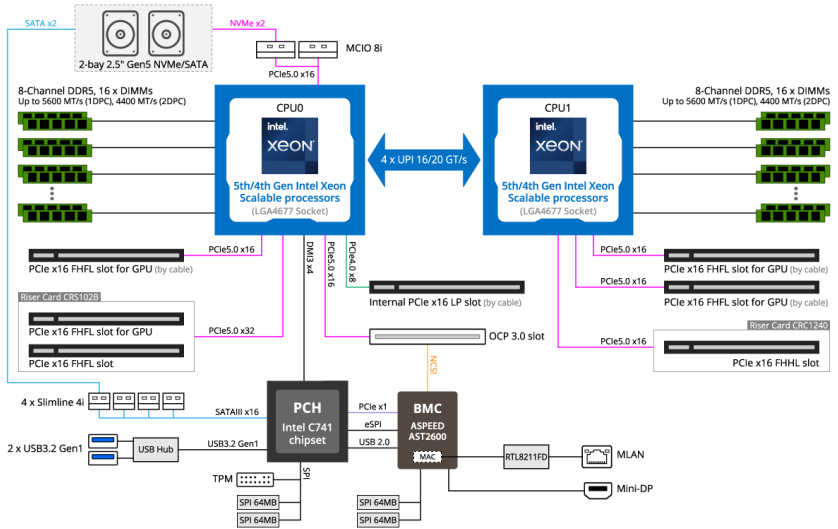 SATA x2
NVMe x2
2-bay 2.5" Gen5 NVMe/SATA
MCIO 8i
PCIe5.0 x16
8-Channel DDR5, 16 x DIMMs
Up to 5600 MT/s (1DPC), 4400 MT/s (2DPC)
CPU0
intel.
xeon
5th/4th Gen Intel Xeon
Scalable processors
(LGA4677 Socket)
4 x UPI 16/20 GT/s
CPU1
intel.
xeon
5th/4th Gen Intel Xeon
Scalable processors
(LGA4677 Socket)
8-Channel DDR5, 16 x DIMMs
Up to 5600 MT/s (1DPC), 4400 MT/s (2DPC)
PCIe5.0 x16
PCIe x16 FHFL slot for GPU (by cable)
Riser Card CRS102B
PCIe x16 FHFL slot for GPU
PCIe5.0 x32
PCIe x16 FHFL slot
DMI3 x4
PCIe5.0 x16
PCIe4.0 x8
Internal PCIe x16 LP slot (by cable)
OCP 3.0 slot
NCSI
PCIe5.0 x16
PCIe x16 FHFL slot for GPU (by cable)
PCIe5.0 x16
PCIe x16 FHFL slot for GPU (by cable)
Riser Card CRC1240
PCIe5.0 x16
PCIe x16 FHHL slot
4 x Slimline 4i
SATAIII x16
2 x USB3.2 Gen1
USB Hub
USB3.2 Gen1
PCH
Intel C741
chipset
PCIe x1
eSPI
USB 2.0
BMC
ASPEED
AST2600
MAC
RTL8211FD
MLAN
Mini-DP
TPM
SPI
SPI 64MB
SPI 64MB
SPI 64MB
SPI 64MB